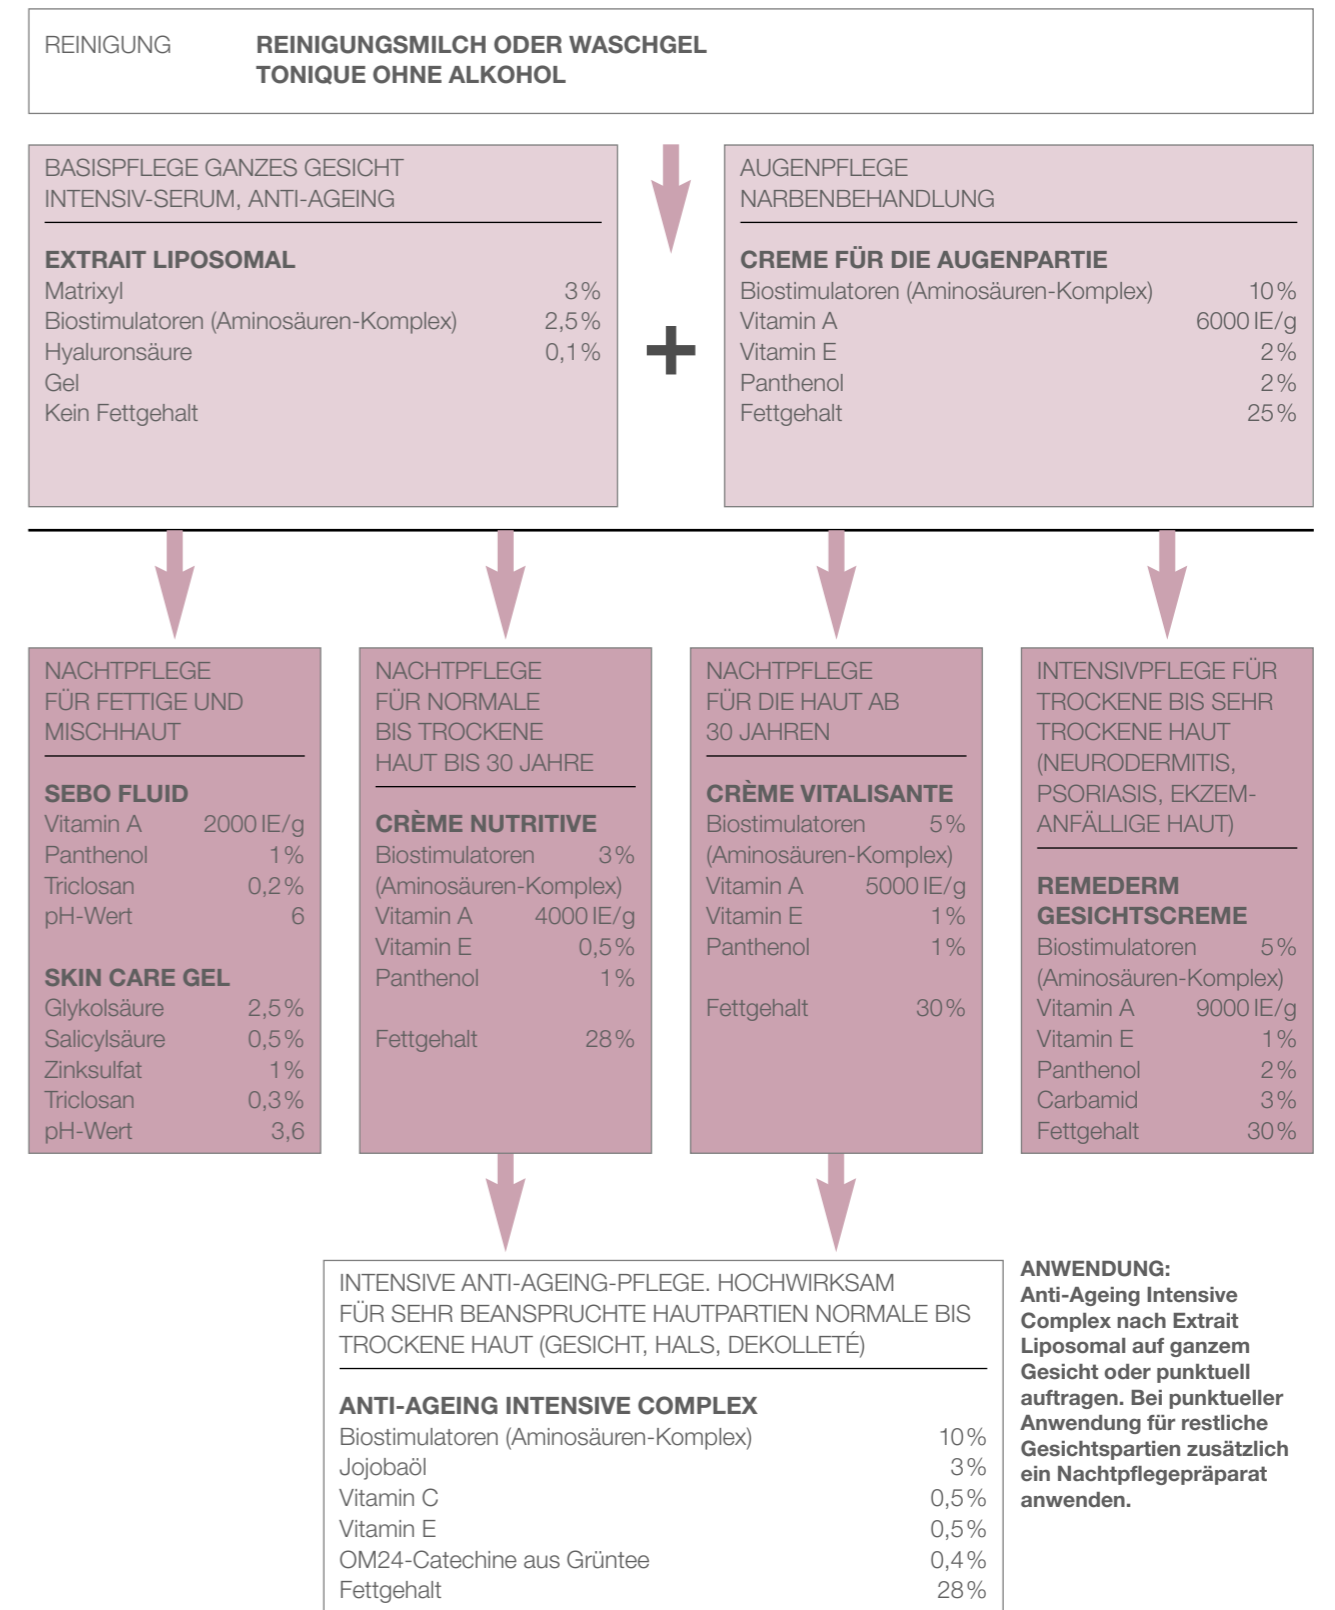 REINIGUNG REINIGUNGSMILCH ODER WASCHGEL
TONIQUE OHNE ALKOHOL
BASISPFLEGE GANZES GESICHT
INTENSIV-SERUM, ANTI-AGEING
EXTRAIT LIPOSOMAL
Matrixyl 3 %
Biostimulatoren (Aminosäuren-Komplex) 2,5 %
Hyaluronsäure 0,1 %
Gel
Kein Fettgehalt
+
AUGENPFLEGE
NARBENBEHANDLUNG
CREME FÜR DIE AUGENPARTIE
Biostimulatoren (Aminosäuren-Komplex) 10 %
Vitamin A 6000 IE/g
Vitamin E 2 %
Panthenol 2 %
Fettgehalt 25 %
NACHTPFLEGE
FÜR FETTIGE UND
MISCHHAUT
SEBO FLUID
Vitamin A 2000 IE/g
Panthenol 1 %
Triclosan 0,2 %
pH-Wert 6
SKIN CARE GEL
Glykolsäure 2,5 %
Salicylsäure 0,5 %
Zinksulfat 1 %
Triclosan 0,3 %
pH-Wert 3,6
NACHTPFLEGE
FÜR NORMALE
BIS TROCKENE
HAUT BIS 30 JAHRE
CRÈME NUTRITIVE
Biostimulatoren 3 %
(Aminosäuren-Komplex)
Vitamin A 4000 IE/g
Vitamin E 0,5 %
Panthenol 1 %
Fettgehalt 28 %
NACHTPFLEGE
FÜR DIE HAUT AB
30 JAHREN
CRÈME VITALISANTE
Biostimulatoren 5 %
(Aminosäuren-Komplex)
Vitamin A 5000 IE/g
Vitamin E 1 %
Panthenol 1 %
Fettgehalt 30 %
INTENSIVPFLEGE FÜR
TROCKENE BIS SEHR
TROCKENE HAUT
(NEURODERMITIS,
PSORIASIS, EKZEM-
ANFÄLLIGE HAUT)
REMEDERM
GESICHTSCREME
Biostimulatoren 5 %
(Aminosäuren-Komplex)
Vitamin A 9000 IE/g
Vitamin E 1 %
Panthenol 2 %
Carbamid 3 %
Fettgehalt 30 %
INTENSIVE ANTI-AGEING-PFLEGE. HOCHWIRKSAM
FÜR SEHR BEANSPRUCHTE HAUTPARTIEN NORMALE BIS
TROCKENE HAUT (GESICHT, HALS, DEKOLLETÉ)
ANTI-AGEING INTENSIVE COMPLEX
Biostimulatoren (Aminosäuren-Komplex) 10 %
Jojobaöl 3 %
Vitamin C 0,5 %
Vitamin E 0,5 %
OM24-Catechine aus Grüntee 0,4 %
Fettgehalt 28 %
ANWENDUNG:
Anti-Ageing Intensive
Complex nach Extrait
Liposomal auf ganzem
Gesicht oder punktuell
auftragen. Bei punktueller
Anwendung für restliche
Gesichtspartien zusätzlich
ein Nachtpflegepräparat
anwenden.